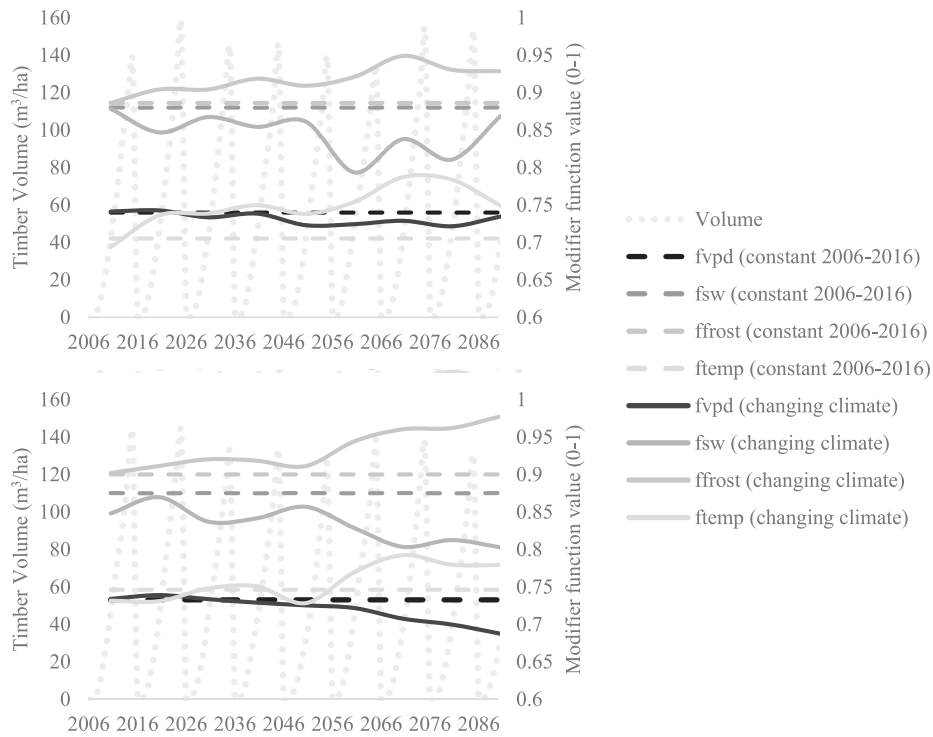 160
140
120
100
80
60
40
20
0
Timber Volume (m³/ha)
1
0.95
0.9
0.85
0.8
0.75
0.7
0.65
0.6
Modifier function value (0-1)
2006 2016 2026 2036 2046 2056 2066 2076 2086
Volume
fvpd (constant 2006-2016)
fsw (constant 2006-2016)
ffrost (constant 2006-2016)
ftemp (constant 2006-2016)
fvpd (changing climate)
fsw (changing climate)
ffrost (changing climate)
ftemp (changing climate)
160
140
120
100
80
60
40
20
0
Timber Volume (m³/ha)
1
0.95
0.9
0.85
0.8
0.75
0.7
0.65
0.6
Modifier function value (0-1)
2006 2016 2026 2036 2046 2056 2066 2076 2086